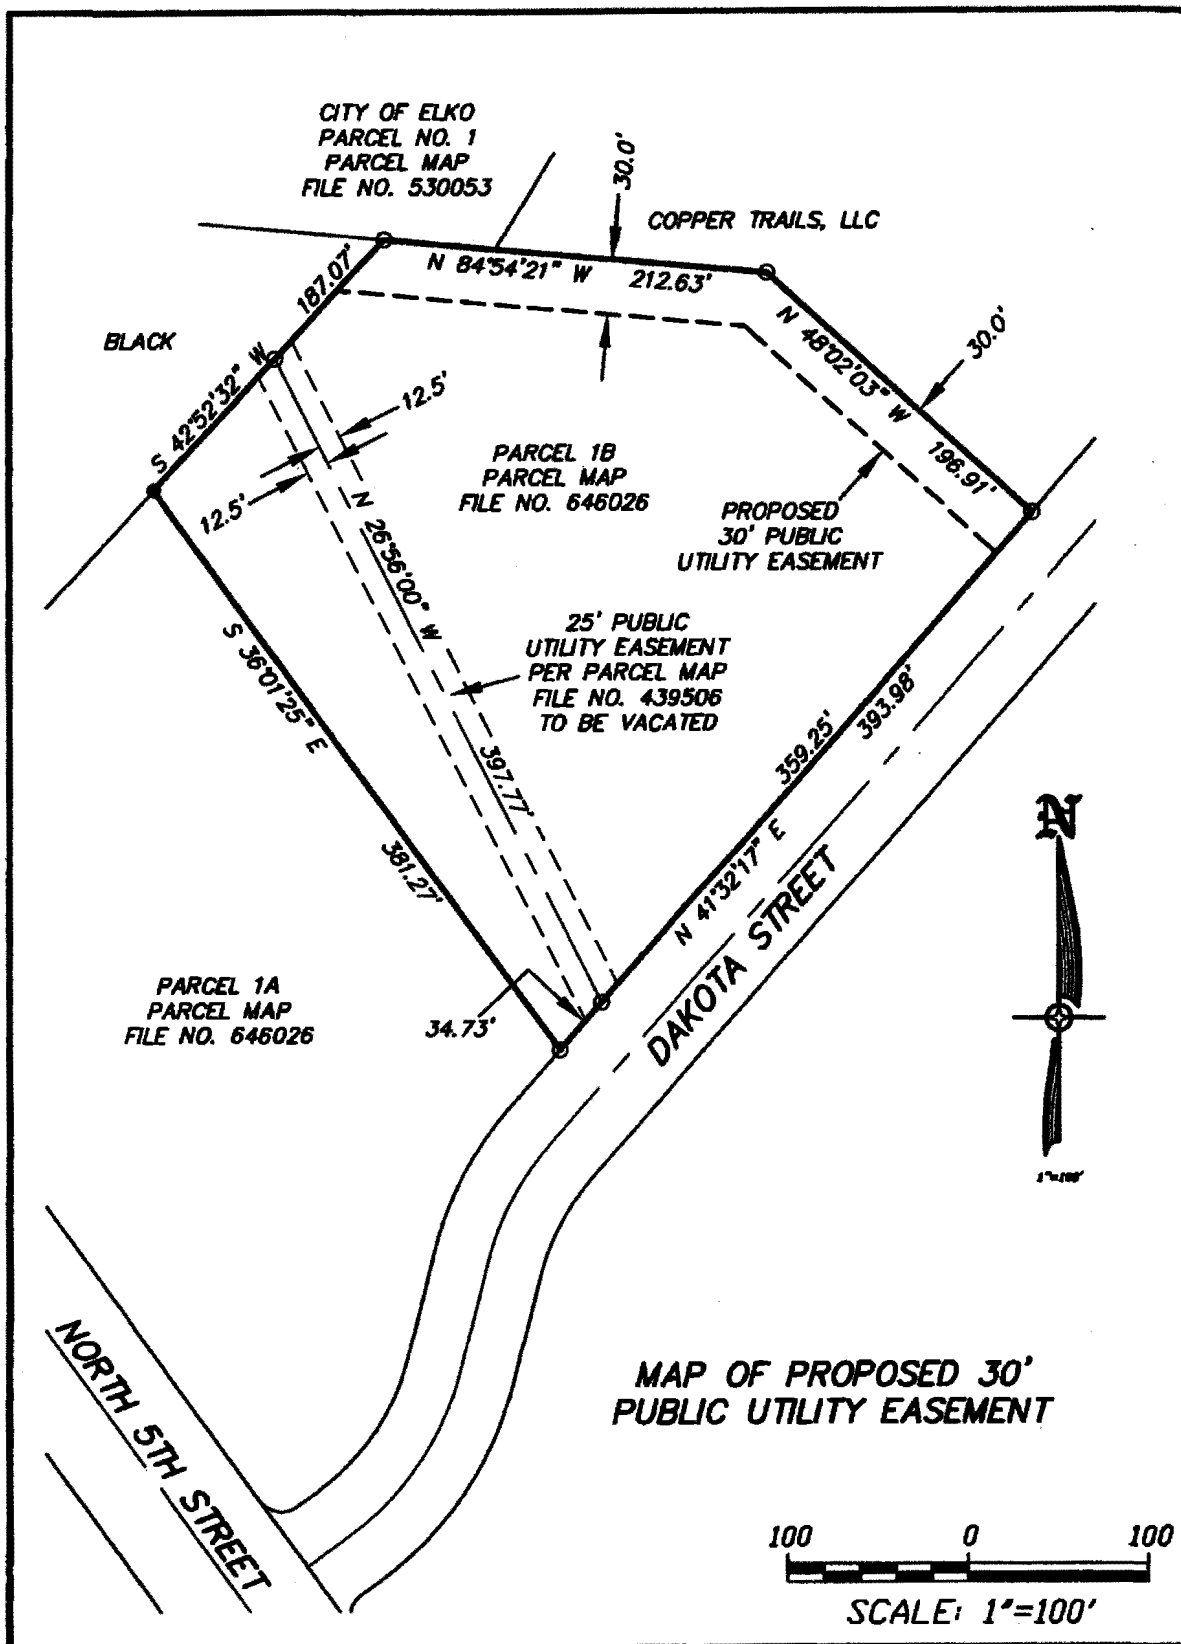 CITY OF ELKO
PARCEL NO. 1
PARCEL MAP
FILE NO. 530053
30.0'
COPPER TRAILS, LLC
N 84°54'21" W 212.63'
187.07'
BLACK
S 42°52'32" W
N 48°02'03" W 196.91'
30.0'
12.5'
12.5'
PARCEL 1B
PARCEL MAP
FILE NO. 646026
PROPOSED
30' PUBLIC
UTILITY EASEMENT
N 26°56'00" W 397.77'
25' PUBLIC
UTILITY EASEMENT
PER PARCEL MAP
FILE NO. 439506
TO BE VACATED
S 36°01'25" E 381.27'
359.25'
393.98'
N 41°32'17" E
DAKOTA STREET
N
1"=100'
PARCEL 1A
PARCEL MAP
FILE NO. 646026
34.73'
NORTH 5TH STREET
MAP OF PROPOSED 30'
PUBLIC UTILITY EASEMENT
100 0 100
SCALE: 1"=100'